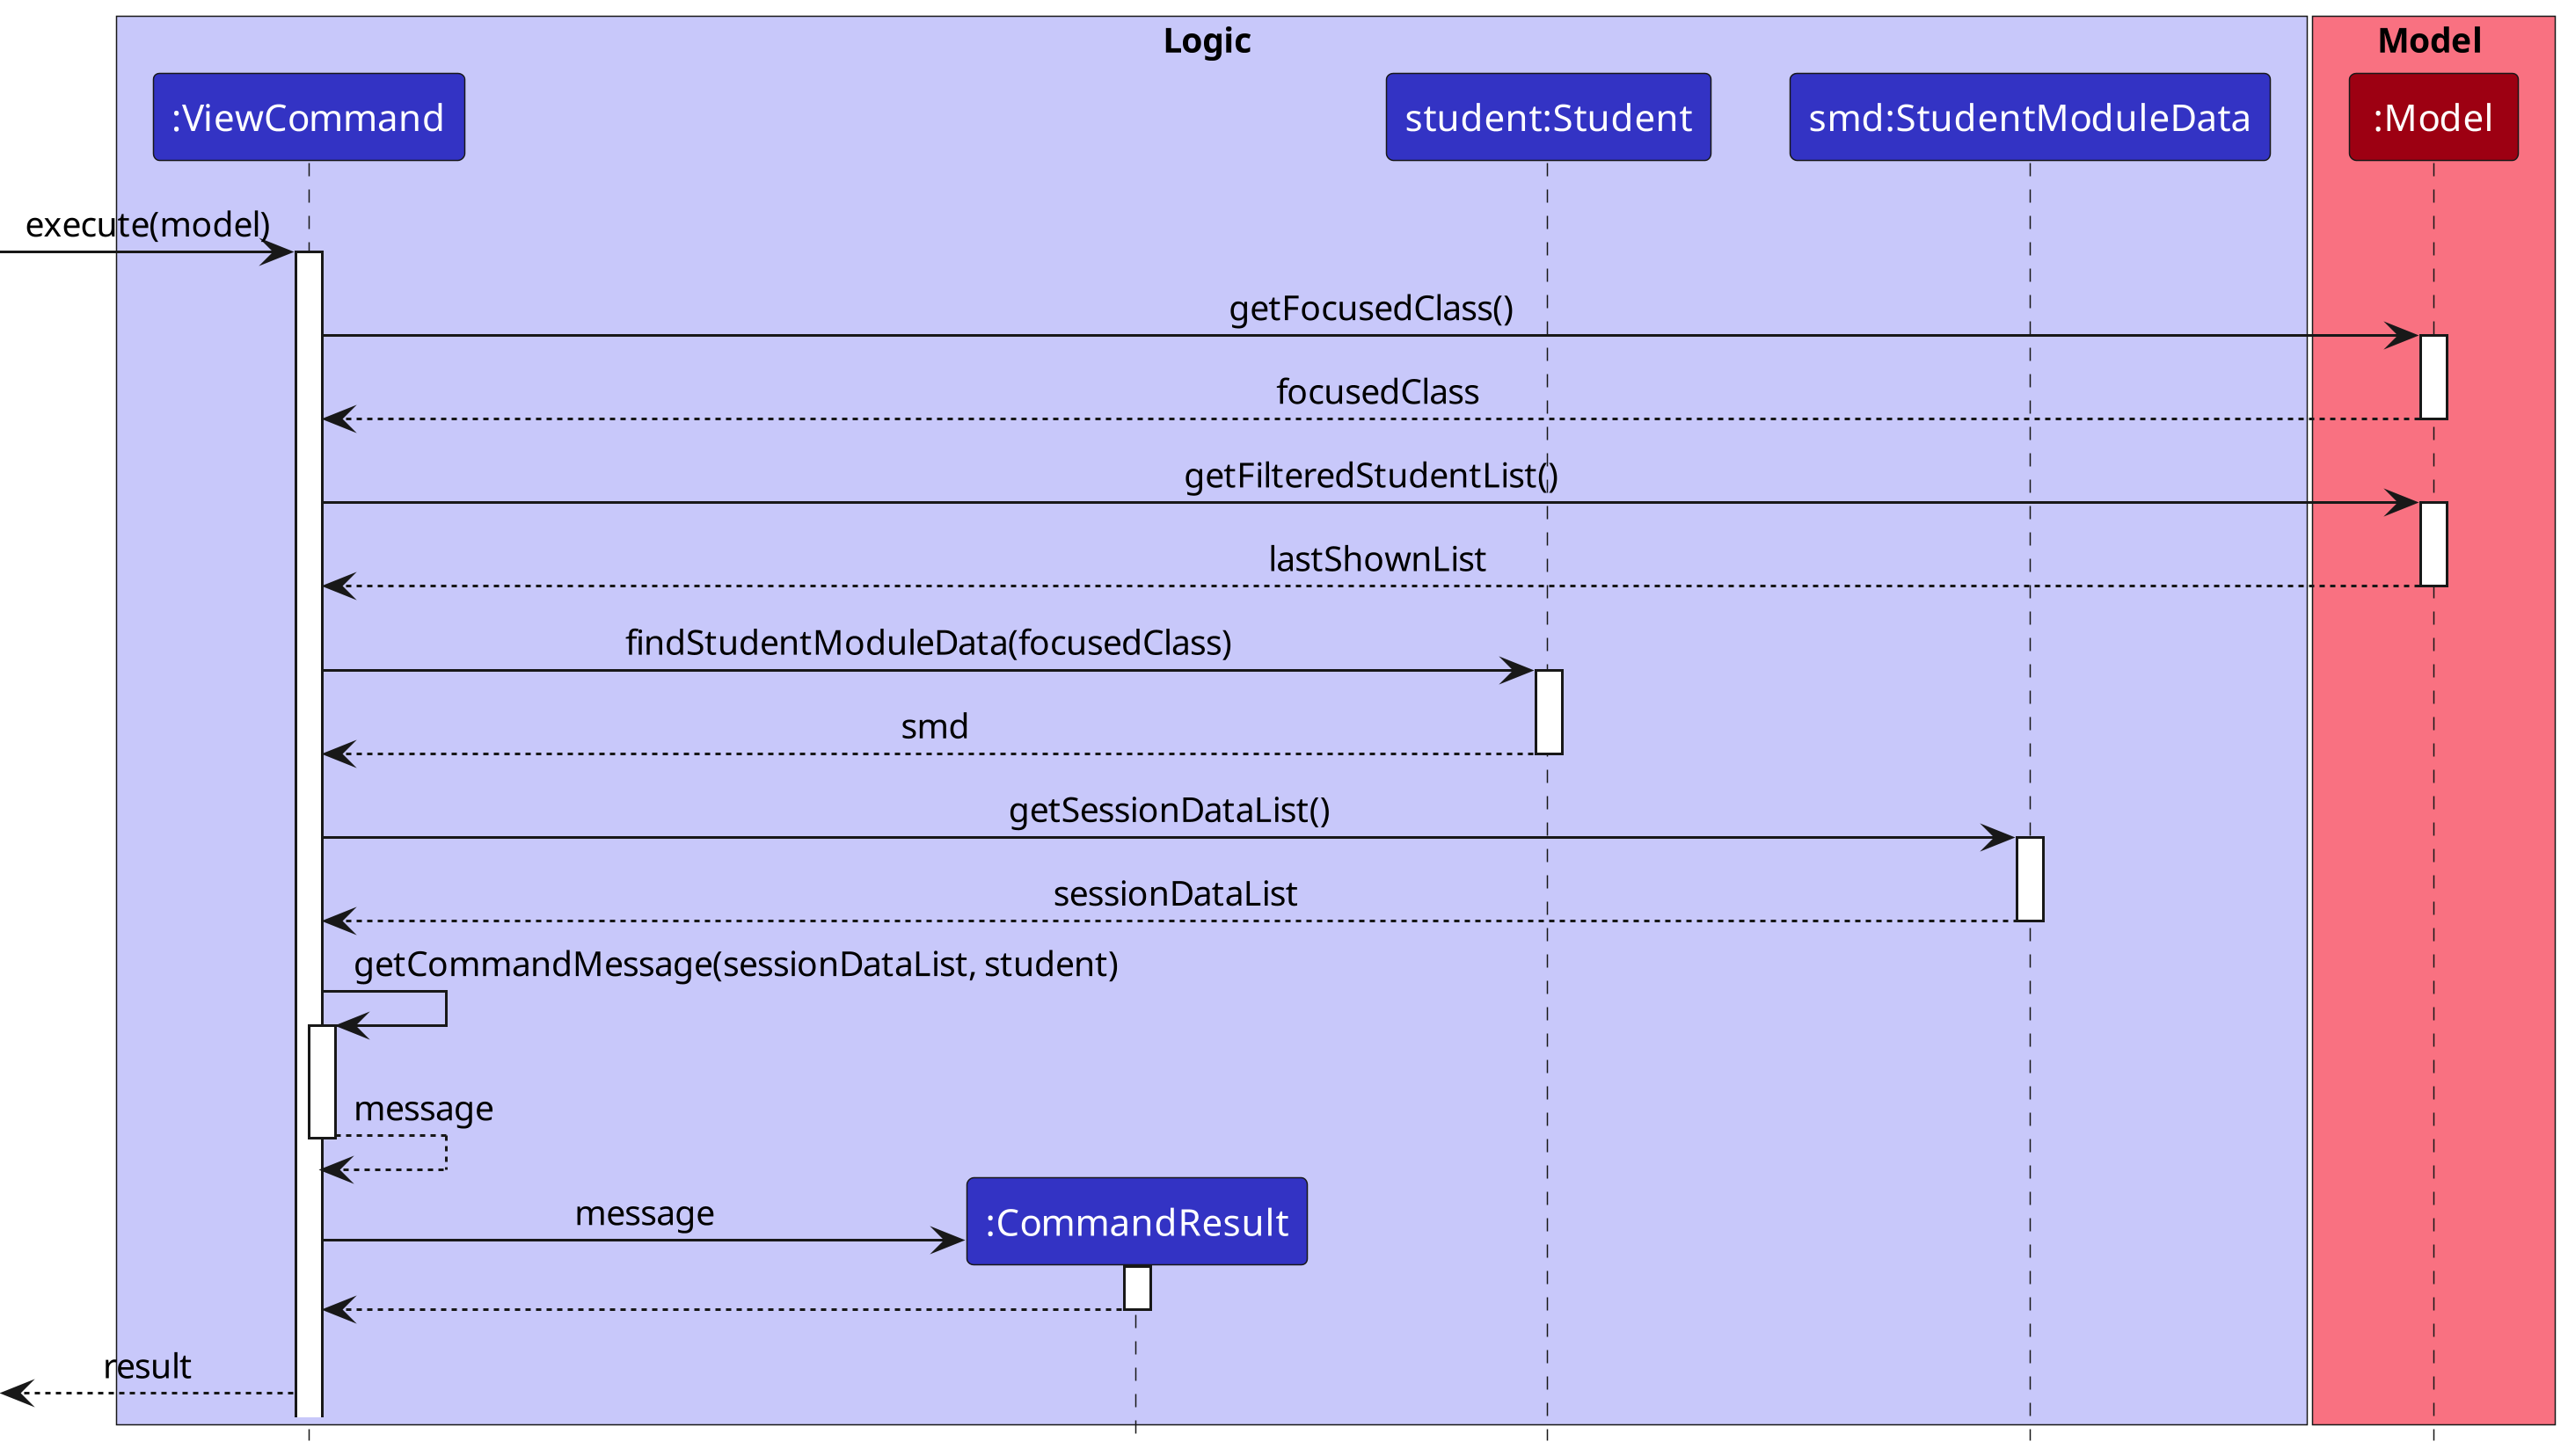 Logic
Model
:ViewCommand
student:Student
smd:StudentModuleData
:Model
execute(model)
getFocusedClass()
focusedClass
getFilteredStudentList()
lastShownList
findStudentModuleData(focusedClass)
smd
getSessionDataList()
sessionDataList
getCommandMessage(sessionDataList, student)
message
message
:CommandResult
result